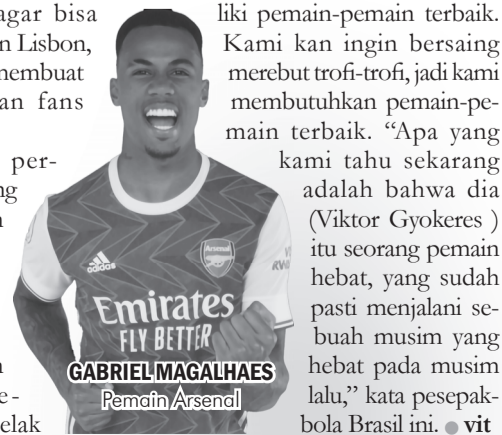 agar bisa
n Lisbon,
membuat
an fans
per-
ng
elak
liki pemain-pemain terbaik.
Kami kan ingin bersaing
merebut trofi-trofi, jadi kami
membutuhkan pemain-pe-
main terbaik. “Apa yang
kami tahu sekarang
adalah bahwa dia
(Viktor Gyokeres )
itu seorang pemain
hebat, yang sudah
pasti menjalani se-
buah musim yang
hebat pada musim
lalu,” kata pesepak-
bola Brasil ini. ● vit
adidas
Arsenal
Emirates
FLY BETTER
GABRIEL MAGALHAES
Pemain Arsenal